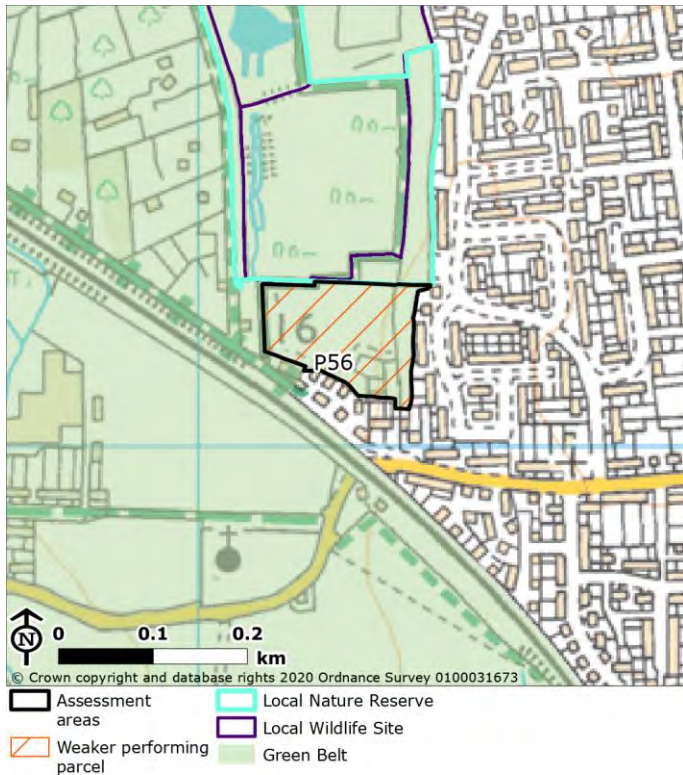 16
P56
N
0 0.1 0.2
km
© Crown copyright and database rights 2020 Ordnance Survey 0100031673
Assessment
areas
Weaker performing
parcel
Local Nature Reserve
Local Wildlife Site
Green Belt